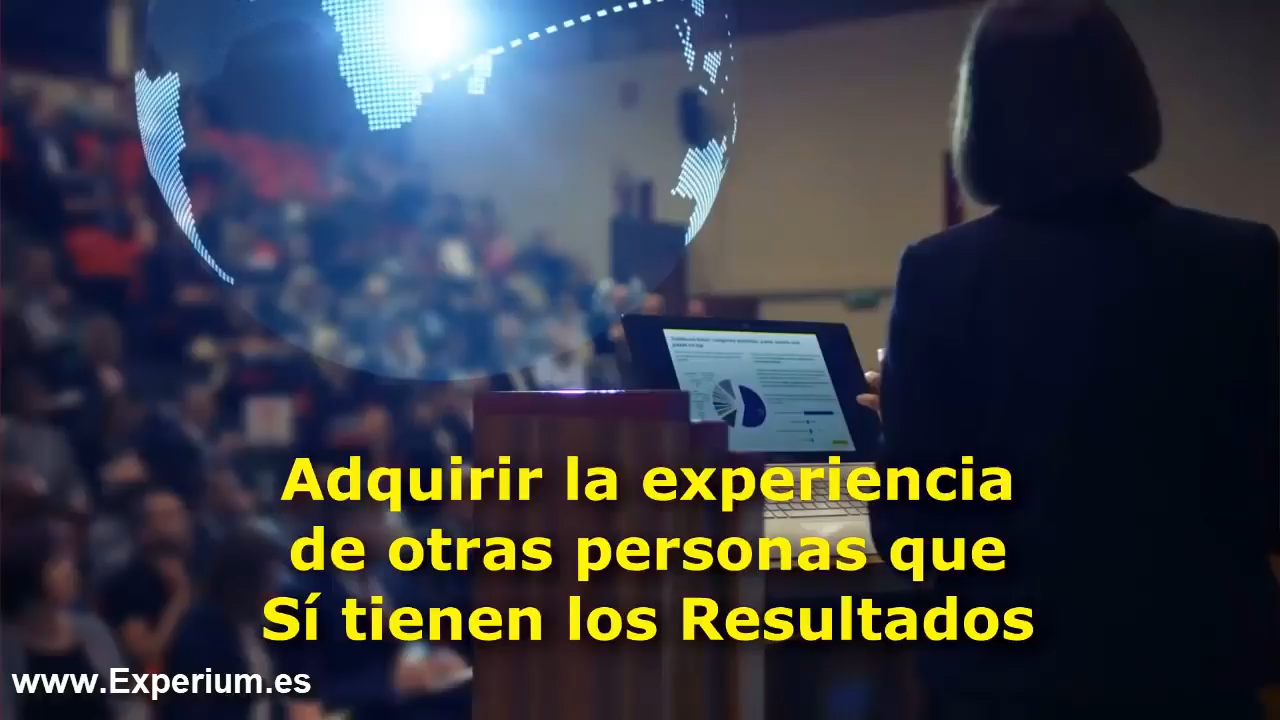 Adquirir la experiencia
de otras personas que
Sí tienen los Resultados
www.Experium.es